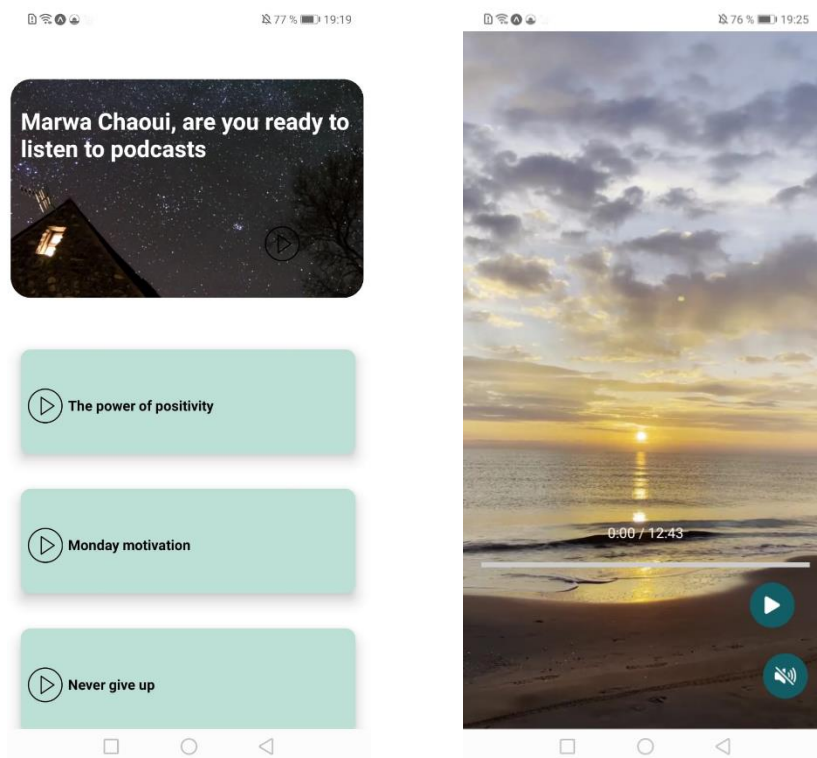 77 % 19:19
Marwa Chaoui, are you ready to
listen to podcasts
The power of positivity
Monday motivation
Never give up
76 % 19:25
0:00 / 12:43